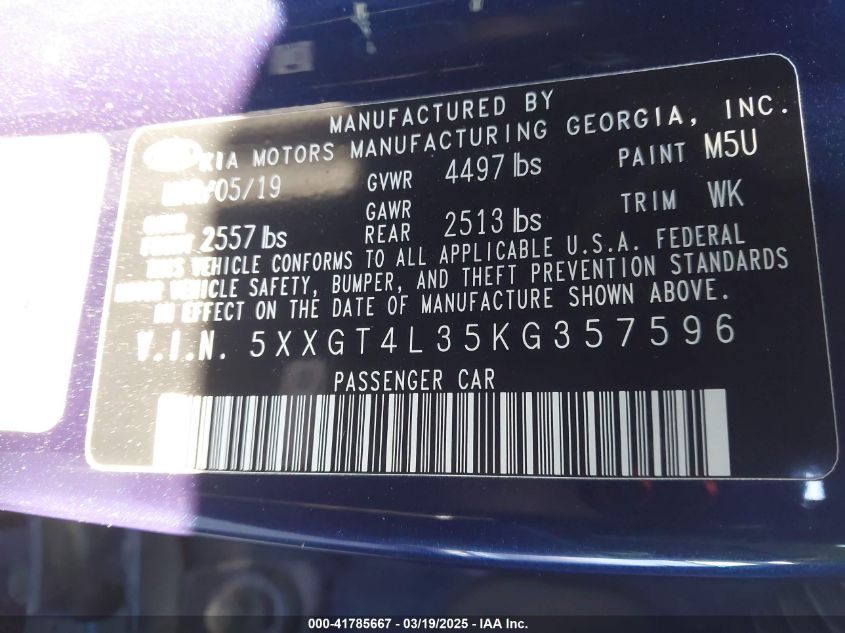 MANUFACTURED BY
KIA MOTORS MANUFACTURING GEORGIA, INC.
05/19 GVWR 4497 lbs PAINT M5U
2557 lbs GAWR REAR 2513 lbs TRIM WK
THIS VEHICLE CONFORMS TO ALL APPLICABLE U.S.A. FEDERAL
MOTOR VEHICLE SAFETY, BUMPER, AND THEFT PREVENTION STANDARDS
IN EFFECT ON THE DATE OF MANUFACTURE SHOWN ABOVE.
V.I.N. 5XXGT4L35KG357596
PASSENGER CAR
000-41785667 - 03/19/2025 - IAA Inc.